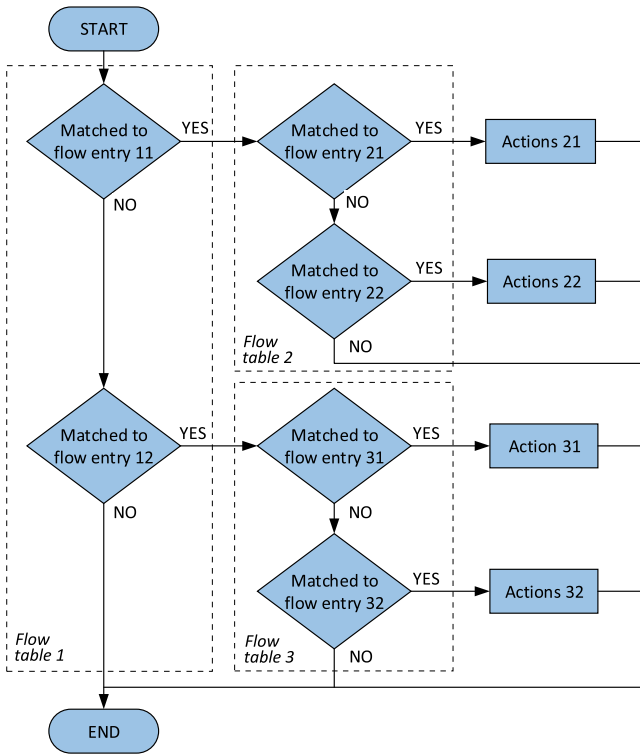 START
Matched to
flow entry 11
YES
Matched to
flow entry 21
YES
Actions 21
NO
NO
Matched to
flow entry 22
YES
Actions 22
NO
Flow
table 2
Matched to
flow entry 12
YES
Matched to
flow entry 31
YES
Action 31
NO
NO
Matched to
flow entry 32
YES
Actions 32
NO
Flow
table 1
Flow
table 3
END